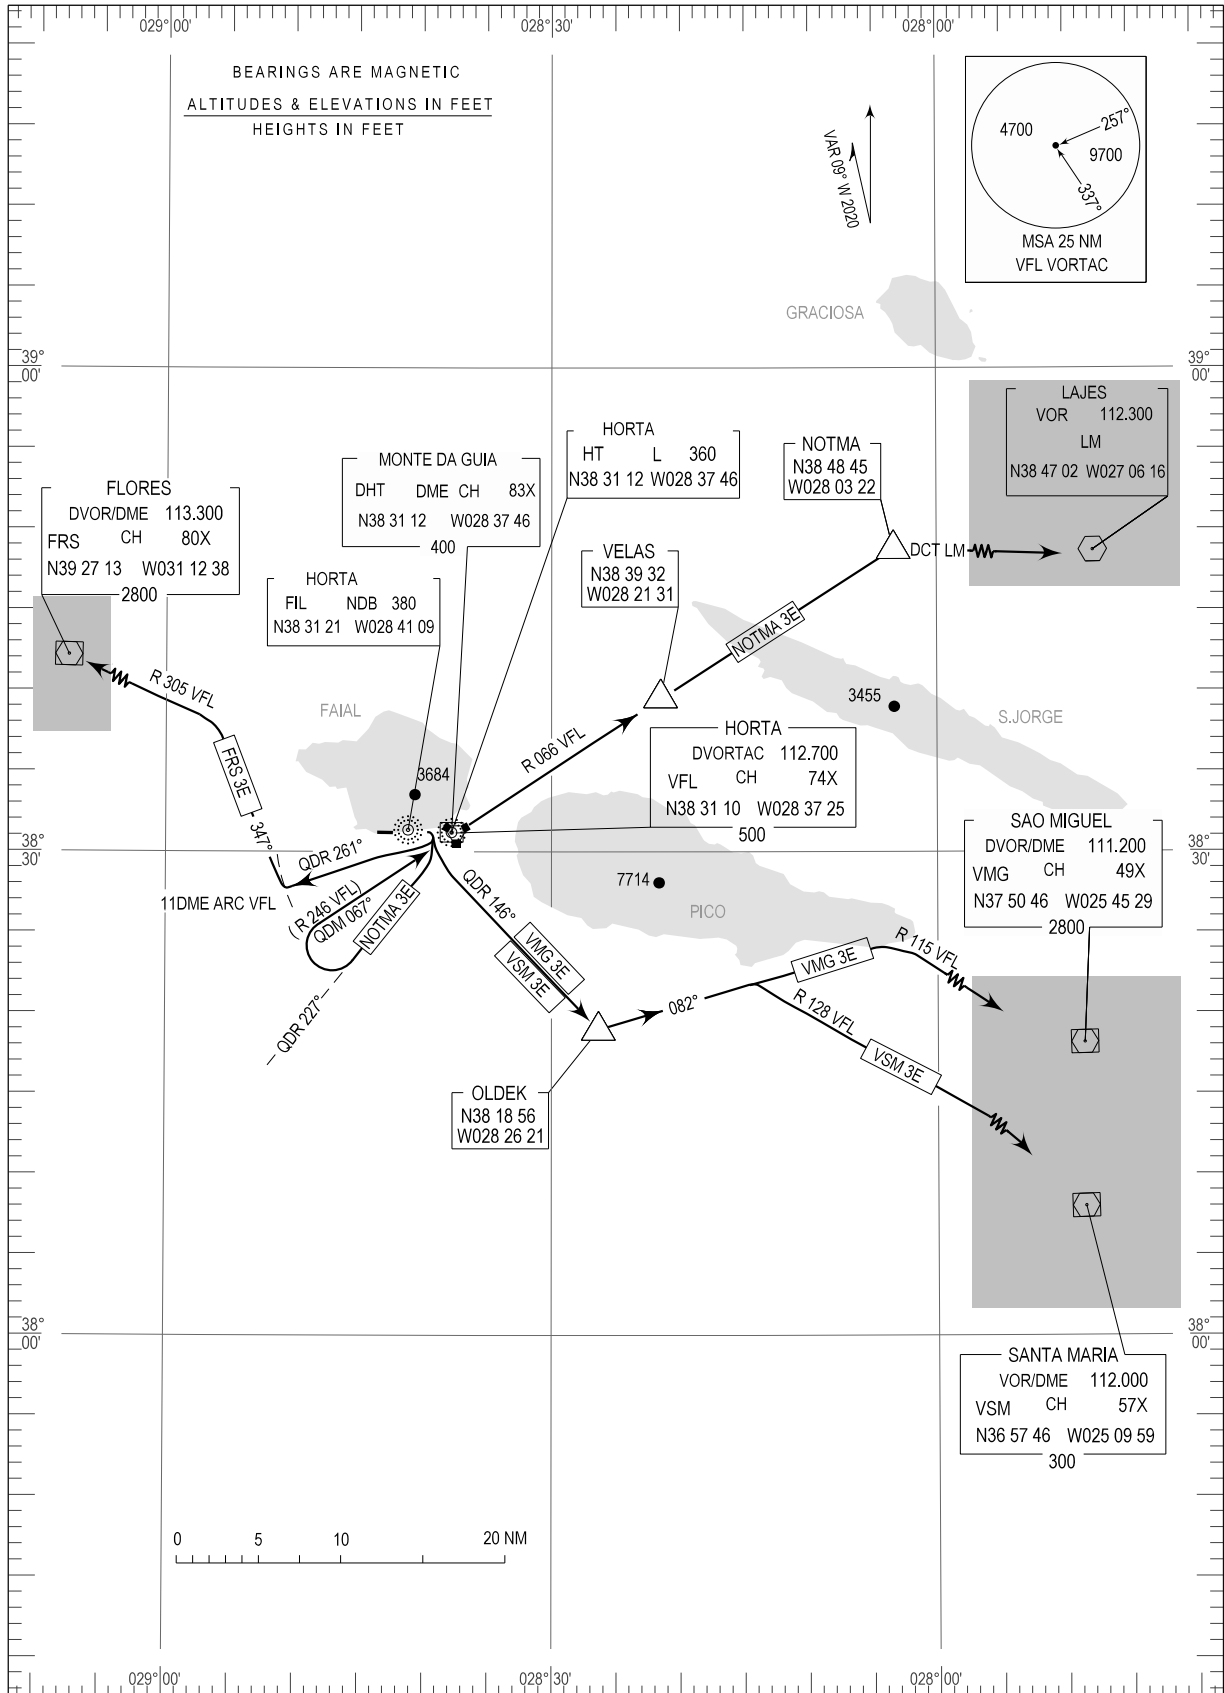 029°00'
028°30'
028°00'
BEARINGS ARE MAGNETIC
ALTITUDES & ELEVATIONS IN FEET
HEIGHTS IN FEET
VAR 09° W 2020
4700
257°
9700
337°
MSA 25 NM
VFL VORTAC
GRACIOSA
39°
00'
39°
00'
LAJES
VOR 112.300
LM
N38 47 02 W027 06 16
HORTA
HT L 360
N38 31 12 W028 37 46
NOTMA
N38 48 45
W028 03 22
MONTE DA GUIA
DHT DME CH 83X
N38 31 12 W028 37 46
400
FLORES
DVOR/DME 113.300
FRS CH 80X
N39 27 13 W031 12 38
2800
VELAS
N38 39 32
W028 21 31
DCT LM
HORTA
FIL NDB 380
N38 31 21 W028 41 09
NOTMA 3E
R 305 VFL
FAIAL
3455
S.JORGE
R 066 VFL
FRS 3E
3684
HORTA
DVORTAC 112.700
VFL CH 74X
N38 31 10 W028 37 25
500
347°
38°
30'
38°
30'
QDR 261°
SAO MIGUEL
DVOR/DME 111.200
VMG CH 49X
N37 50 46 W025 45 29
2800
7714
PICO
11DME ARC VFL
(R 246 VFL)
QDM 067°
NOTMA 3E
QDR 146°
VMG 3E
VSM 3E
QDR 227°
082°
VMG 3E
R 115 VFL
R 128 VFL
VSM 3E
OLDEK
N38 18 56
W028 26 21
38°
00'
38°
00'
SANTA MARIA
VOR/DME 112.000
VSM CH 57X
N36 57 46 W025 09 59
300
0 5 10 20 NM
029°00'
028°30'
028°00'